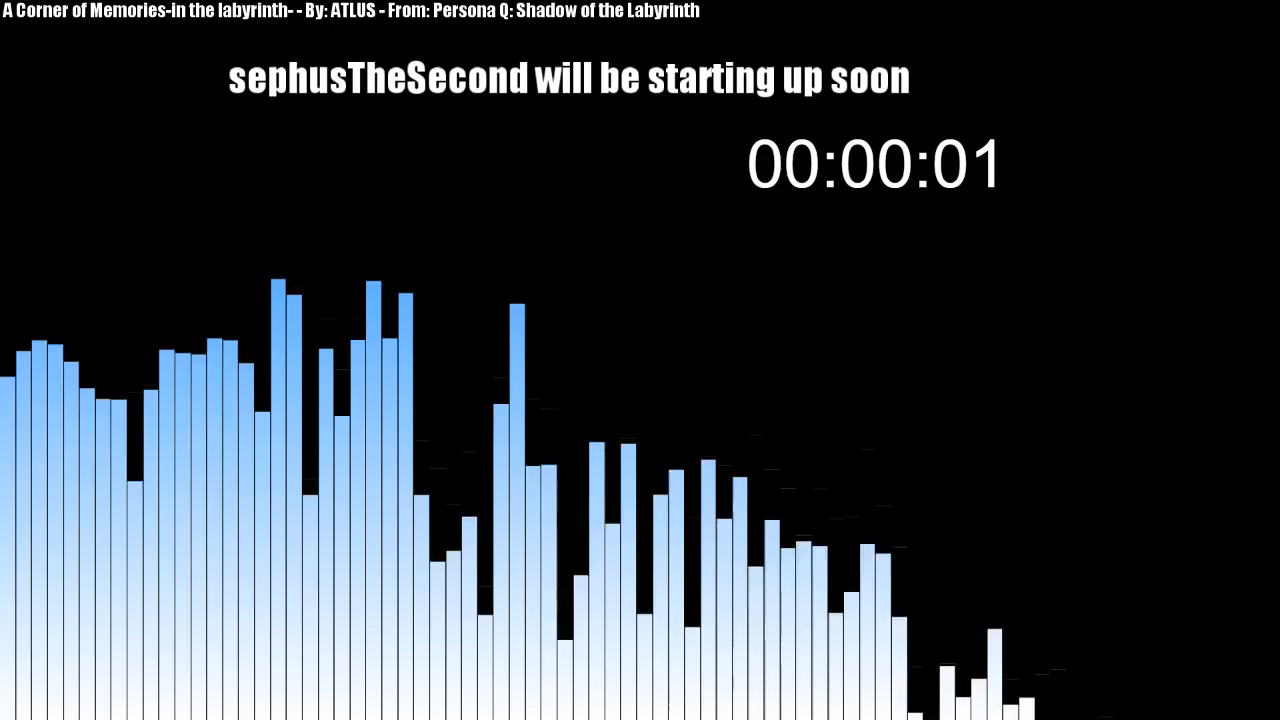 A Corner of Memories-in the labyrinth- - By: ATLUS - From: Persona Q: Shadow of the Labyrinth
sephusTheSecond will be starting up soon
00:00:01